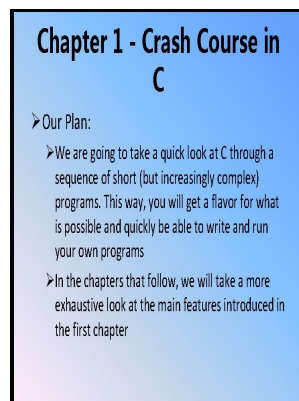 Chapter 1 - Crash Course in
C
➢Our Plan:
➢We are going to take a quick look at C through a
sequence of short (but increasingly complex)
programs. This way, you will get a flavor for what
is possible and quickly be able to write and run
your own programs
➢In the chapters that follow, we will take a more
exhaustive look at the main features introduced in
the first chapter